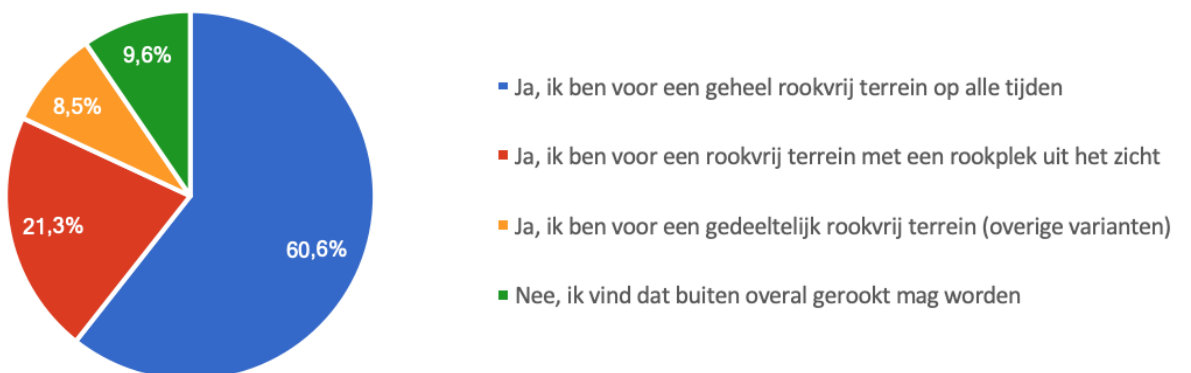 9,6%
8,5%
21,3%
60,6%
Ja, ik ben voor een geheel rookvrij terrein op alle tijden
Ja, ik ben voor een rookvrij terrein met een rookplek uit het zicht
Ja, ik ben voor een gedeeltelijk rookvrij terrein (overige varianten)
Nee, ik vind dat buiten overal gerookt mag worden